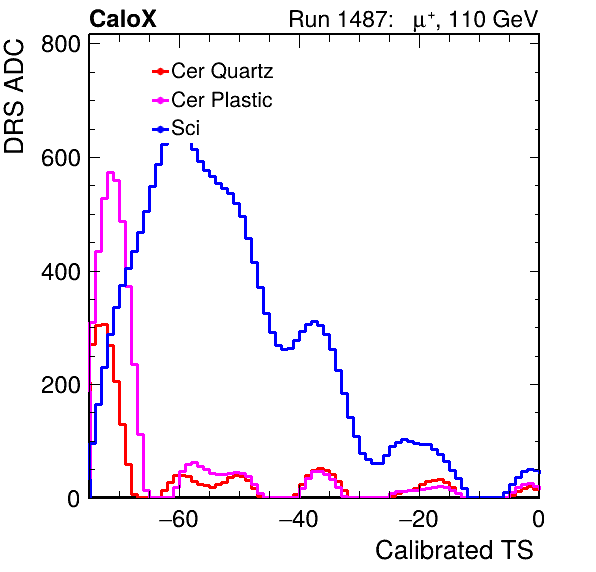 CaloX Run 1487: μ⁺, 110 GeV
DRS ADC
800
600
400
200
0
Cer Quartz
Cer Plastic
Sci
−60 −40 −20 0
Calibrated TS